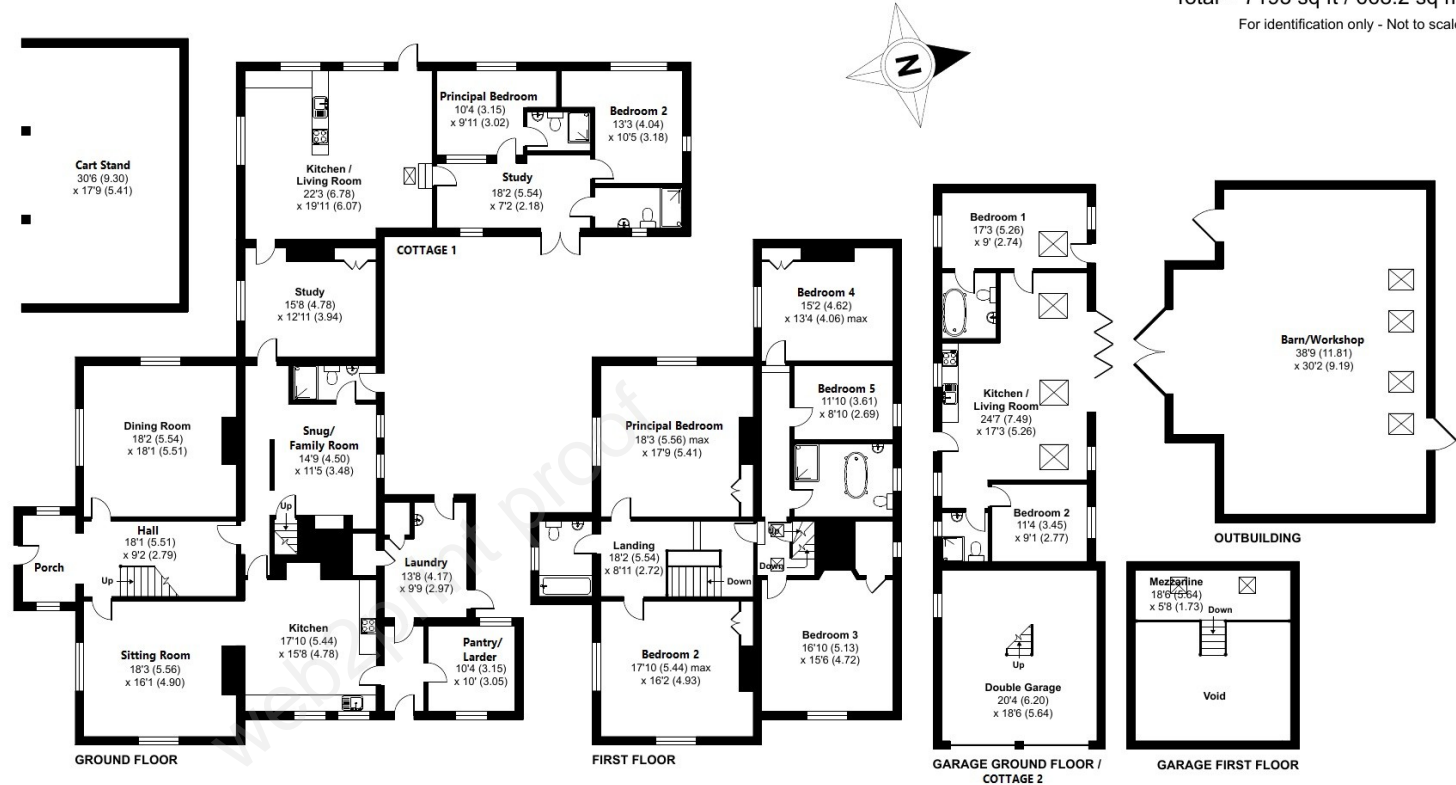 Total = 7193 sq ft / 668.2 sq m
For identification only - Not to scale
N
Cart Stand
30'6 (9.30)
x 17'9 (5.41)
Kitchen /
Living Room
22'3 (6.78)
x 19'11 (6.07)
Principal Bedroom
10'4 (3.15)
x 9'11 (3.02)
Bedroom 2
13'3 (4.04)
x 10'5 (3.18)
Study
18'2 (5.54)
x 7'2 (2.18)
COTTAGE 1
Study
15'8 (4.78)
x 12'11 (3.94)
Dining Room
18'2 (5.54)
x 18'1 (5.51)
Snug/
Family Room
14'9 (4.50)
x 11'5 (3.48)
Up
Hall
18'1 (5.51)
x 9'2 (2.79)
Up
Porch
Laundry
13'8 (4.17)
x 9'9 (2.97)
Kitchen
17'10 (5.44)
x 15'8 (4.78)
Sitting Room
18'3 (5.56)
x 16'1 (4.90)
Pantry/
Larder
10'4 (3.15)
x 10' (3.05)
GROUND FLOOR
Bedroom 4
15'2 (4.62)
x 13'4 (4.06) max
Bedroom 5
11'10 (3.61)
x 8'10 (2.69)
Principal Bedroom
18'3 (5.56) max
x 17'9 (5.41)
Landing
18'2 (5.54)
x 8'11 (2.72)
Down
Up
Down
Bedroom 2
17'10 (5.44) max
x 16'2 (4.93)
Bedroom 3
16'10 (5.13)
x 15'6 (4.72)
FIRST FLOOR
Bedroom 1
17'3 (5.26)
x 9' (2.74)
Kitchen /
Living Room
24'7 (7.49)
x 17'3 (5.26)
Bedroom 2
11'4 (3.45)
x 9'1 (2.77)
Up
Double Garage
20'4 (6.20)
x 18'6 (5.64)
GARAGE GROUND FLOOR /
COTTAGE 2
Barn/Workshop
38'9 (11.81)
x 30'2 (9.19)
OUTBUILDING
Mezzanine
18'6 (5.64)
x 5'8 (1.73)
Down
Void
GARAGE FIRST FLOOR
web2print proof